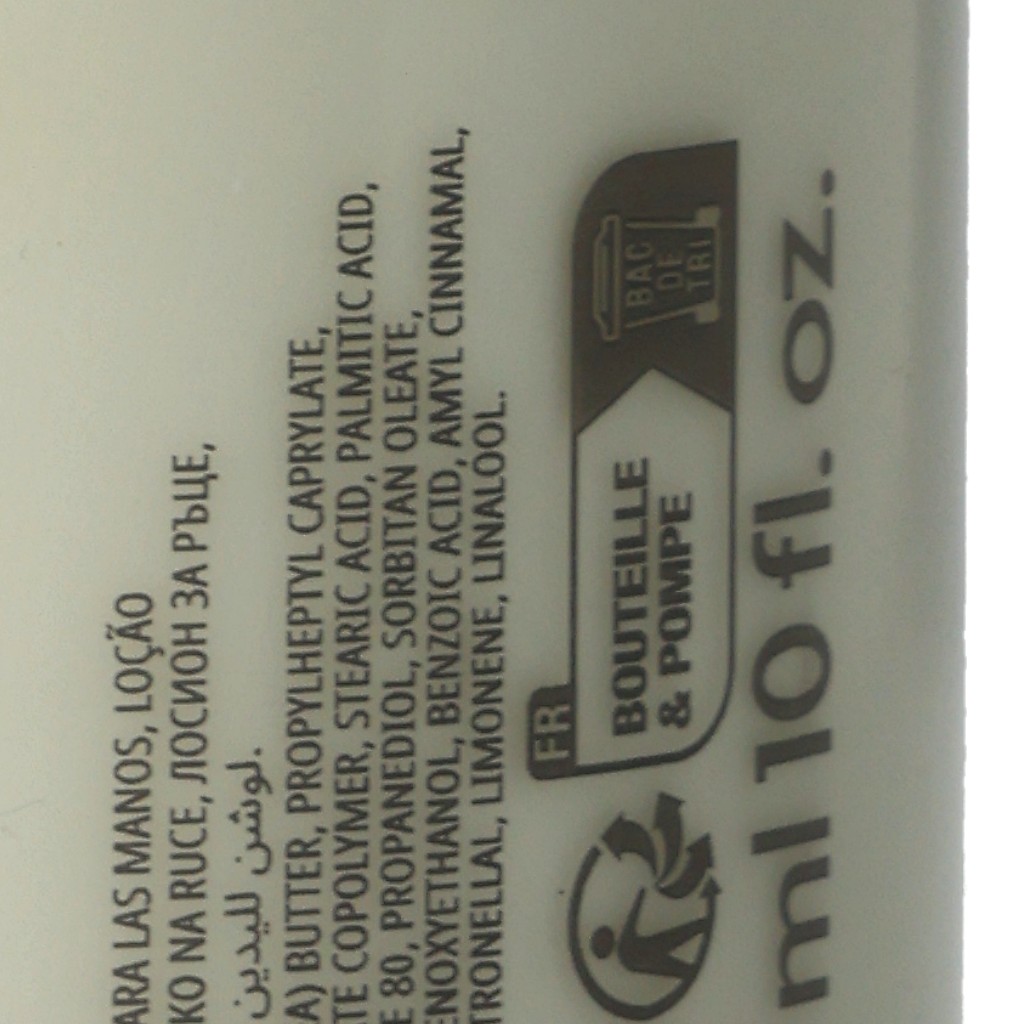 ARA LAS MANOS, LOÇÃO
KO NA RUCE, ЛОСИОН ЗА РЪЦЕ,
لوشن لليدين.
A) BUTTER, PROPYLHEPTYL CAPRYLATE,
TE COPOLYMER, STEARIC ACID, PALMITIC ACID,
E 80, PROPANEDIOL, SORBITAN OLEATE,
ENOXYETHANOL, BENZOIC ACID, AMYL CINNAMAL,
TRONELLAL, LIMONENE, LINALOOL.
FR
BOUTEILLE
& POMPE
BAC
DE
TRI
ml 10 fl. oz.